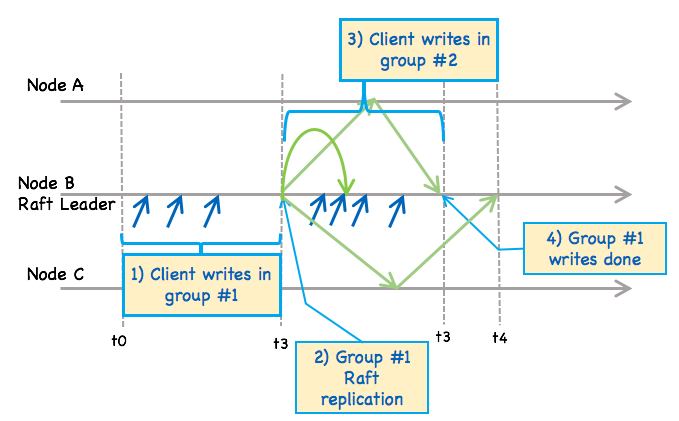 3) Client writes in
group #2
Node A
Node B
Raft Leader
4) Group #1
writes done
Node C
1) Client writes in
group #1
t0
t3
t3
t4
2) Group #1
Raft
replication